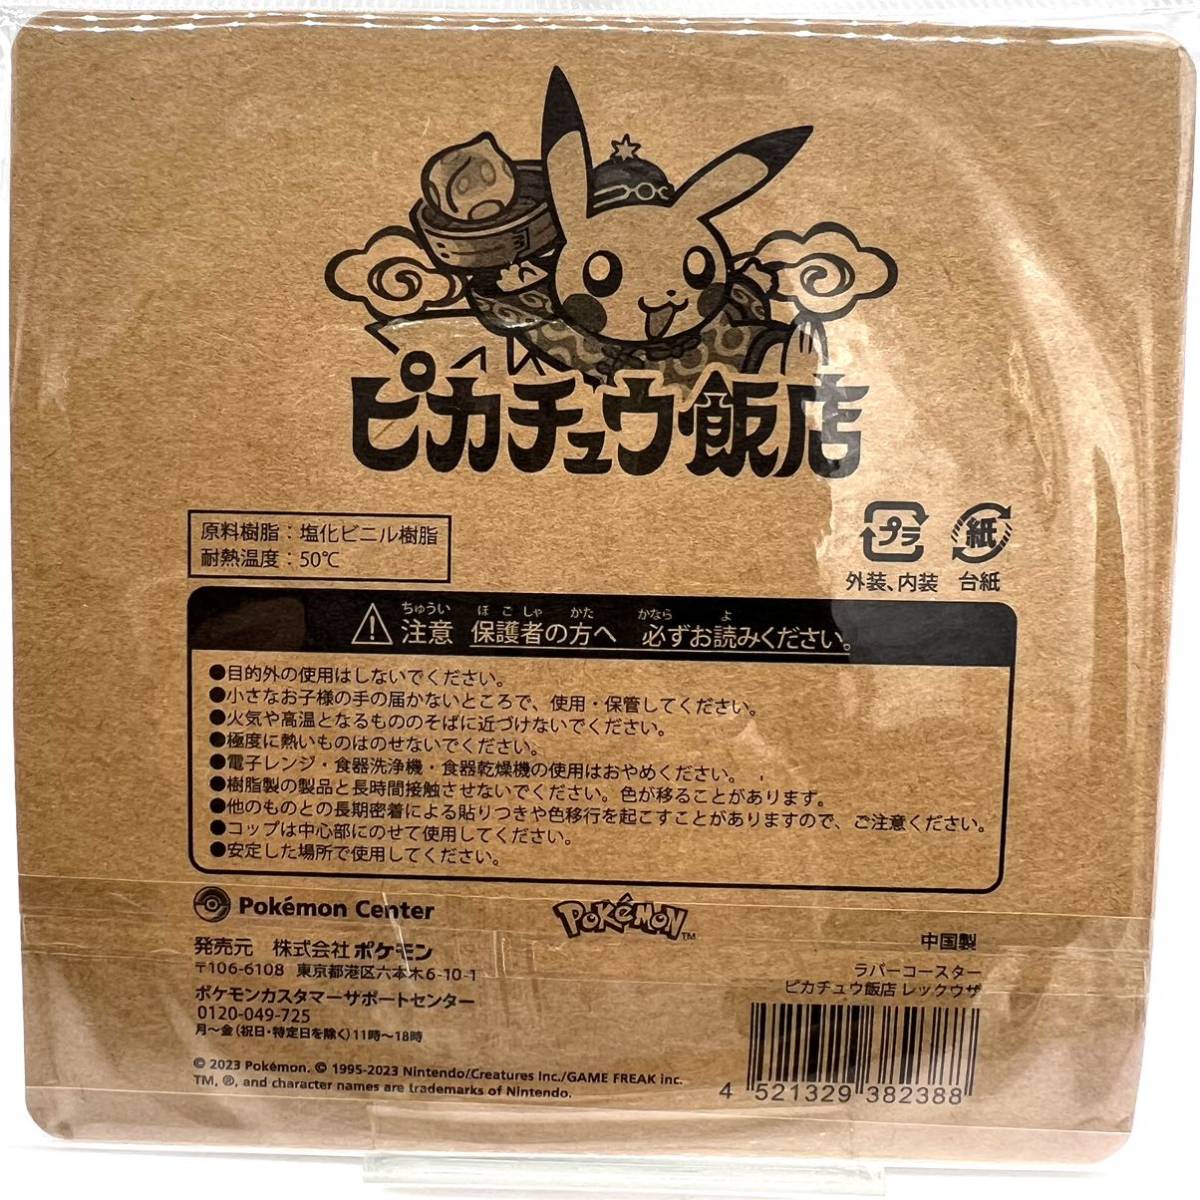 ピカチュウ飯店
原料樹脂：塩化ビニル樹脂
耐熱温度：50℃
プラ
紙
外装、内装
台紙
ちゅうい ほごしゃ かた かなら よ
注意 保護者の方へ 必ずお読みください。
●目的外の使用はしないでください。
●小さなお子様の手の届かないところで、使用・保管してください。
●火気や高温となるもののそばに近づけないでください。
●極度に熱いものはのせないでください。
●電子レンジ・食器洗浄機・食器乾燥機の使用はおやめください。
●樹脂製の製品と長時間接触させないでください。色が移ることがあります。
●他のものとの長期密着による貼りつきや色移行を起こすことがありますので、ご注意ください。
●コップは中心部にのせて使用してください。
●安定した場所で使用してください。
Pokémon Center
POKéMON™
発売元 株式会社ポケモン
〒106-6108 東京都港区六本木6-10-1
ポケモンカスタマーサポートセンター
0120-049-725
月～金（祝日・特定日を除く）11時～18時
© 2023 Pokémon. © 1995-2023 Nintendo/Creatures Inc./GAME FREAK inc.
TM, ®, and character names are trademarks of Nintendo.
中国製
ラバーコースター
ピカチュウ飯店 レックウザ
4 521329 382388